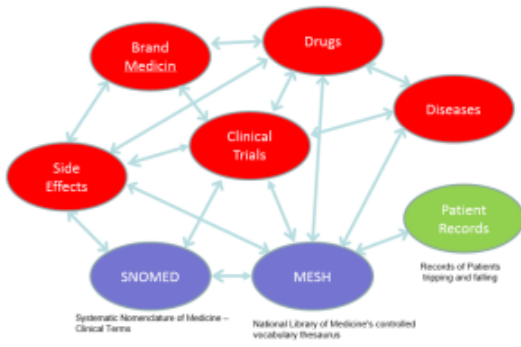 Brand
Medicin
Drugs
Diseases
Clinical
Trials
Side
Effects
Patient
Records
Records of Patients
tripping and falling
SNOMED
MESH
Systematic Nomenclature of Medicine –
Clinical Terms
National Library of Medicine's controlled
vocabulary thesaurus